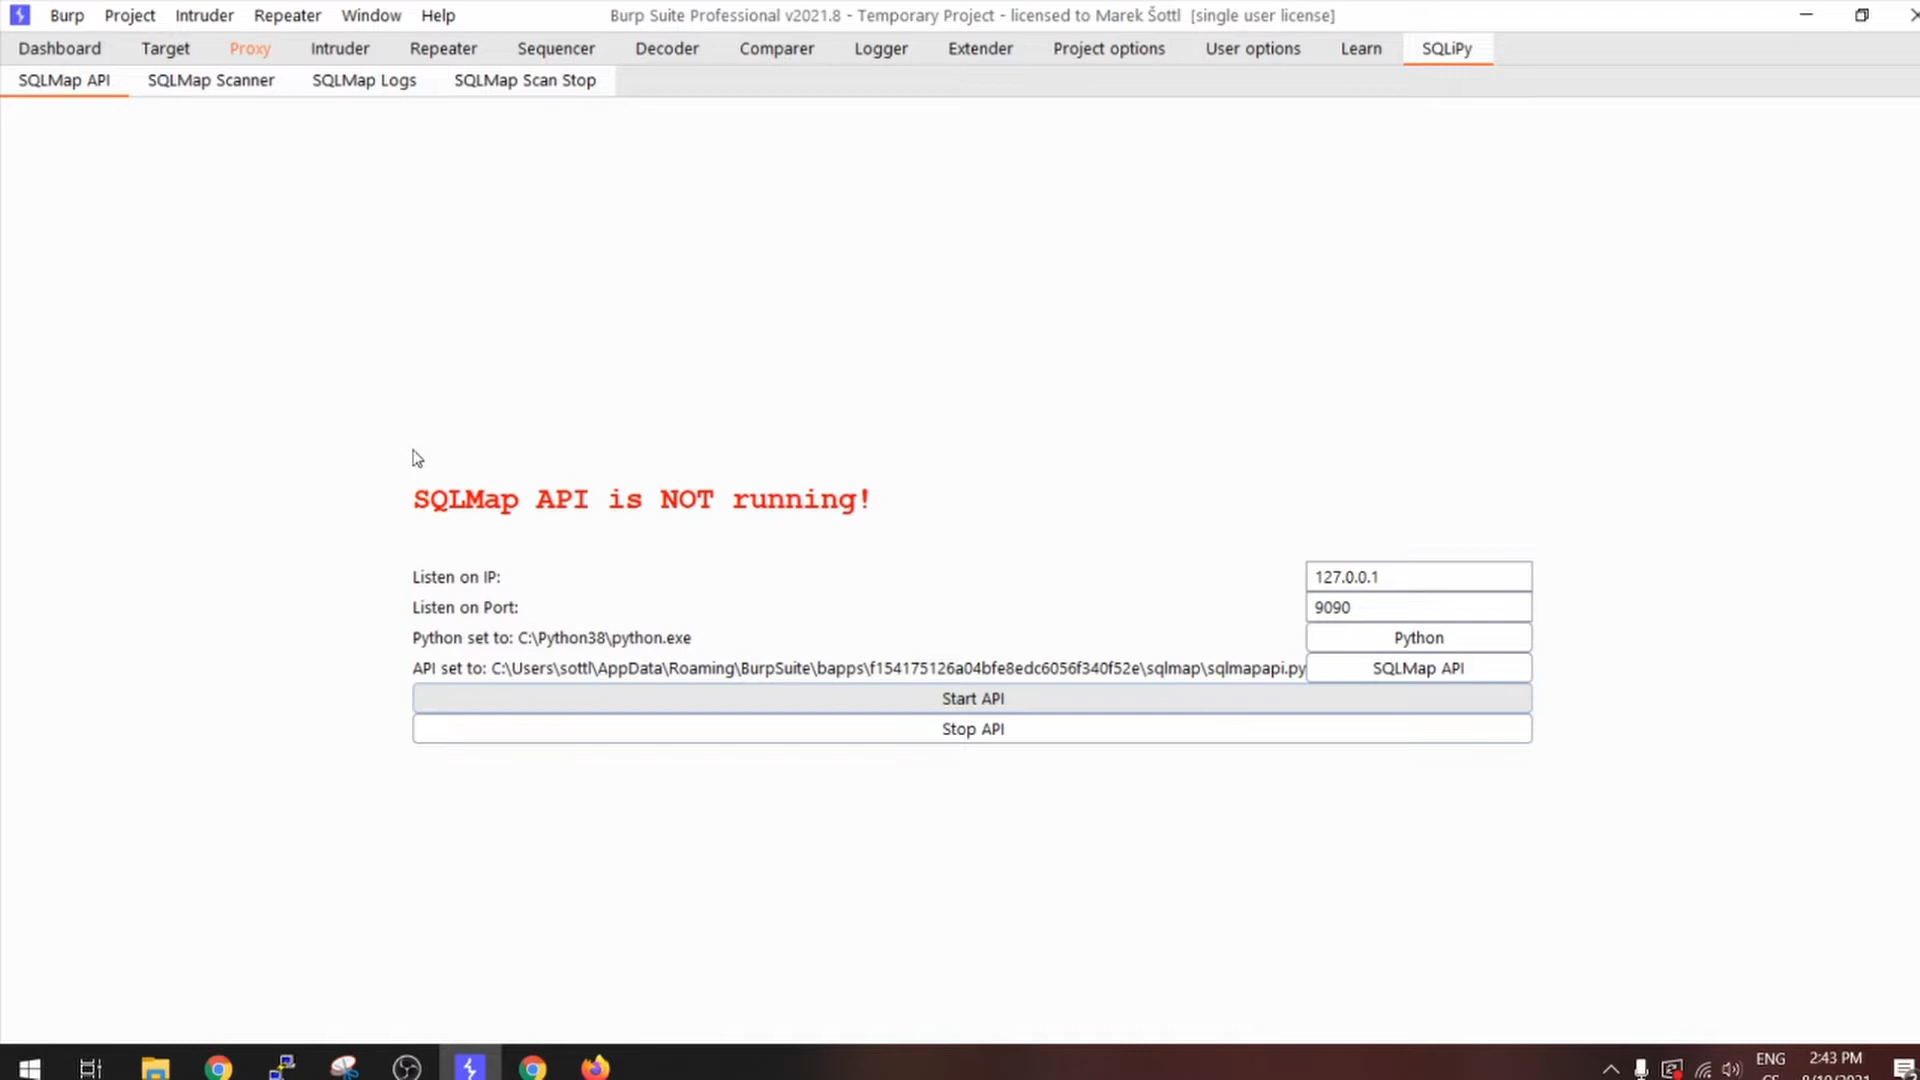 Burp Project Intruder Repeater Window Help Burp Suite Professional v2021.8 - Temporary Project - licensed to Marek Šottl [single user license]
Dashboard Target Proxy Intruder Repeater Sequencer Decoder Comparer Logger Extender Project options User options Learn SQLiPy
SQLMap API SQLMap Scanner SQLMap Logs SQLMap Scan Stop
SQLMap API is NOT running!
Listen on IP: 127.0.0.1
Listen on Port: 9090
Python set to: C:\Python38\python.exe Python
API set to: C:\Users\sottl\AppData\Roaming\BurpSuite\bapps\f154175126a04bfe8edc6056f340f52e\sqlmap\sqlmapapi.py SQLMap API
Start API
Stop API
ENG 2:43 PM